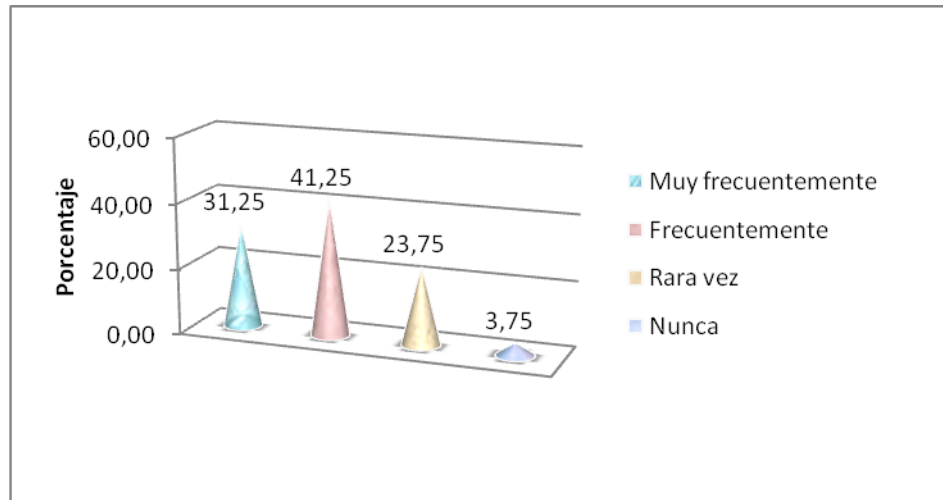 Porcentaje
60,00
40,00
20,00
0,00
31,25
41,25
23,75
3,75
Muy frecuentemente
Frecuentemente
Rara vez
Nunca